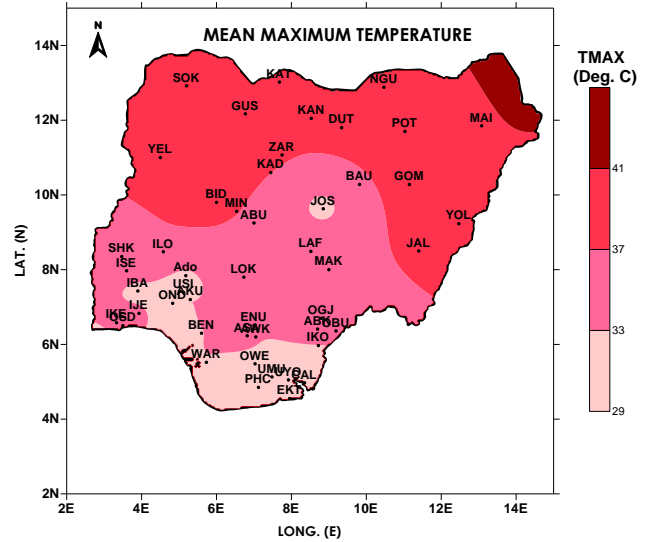 MEAN MAXIMUM TEMPERATURE
N
TMAX
(Deg. C)
41
37
33
29
14N
12N
10N
8N
6N
4N
2N
LAT. (N)
2E 4E 6E 8E 10E 12E 14E
LONG. (E)
SOK
KAT
NGU
GUS
KAN
DUT
POT
MAI
YEL
ZAR
KAD
BAU
GOM
BID
MIN
ABU
JOS
YOL
SHK
ISE
ILO
LAF
MAK
JAL
Ado
LOK
IBA
USI
AKU
OND
IJE
IKE
OSD
BEN
ENU
AWK
OGJ
ABK
OBU
IKO
WAR
OWE
UMU
UYO
CAL
PHC
EKT